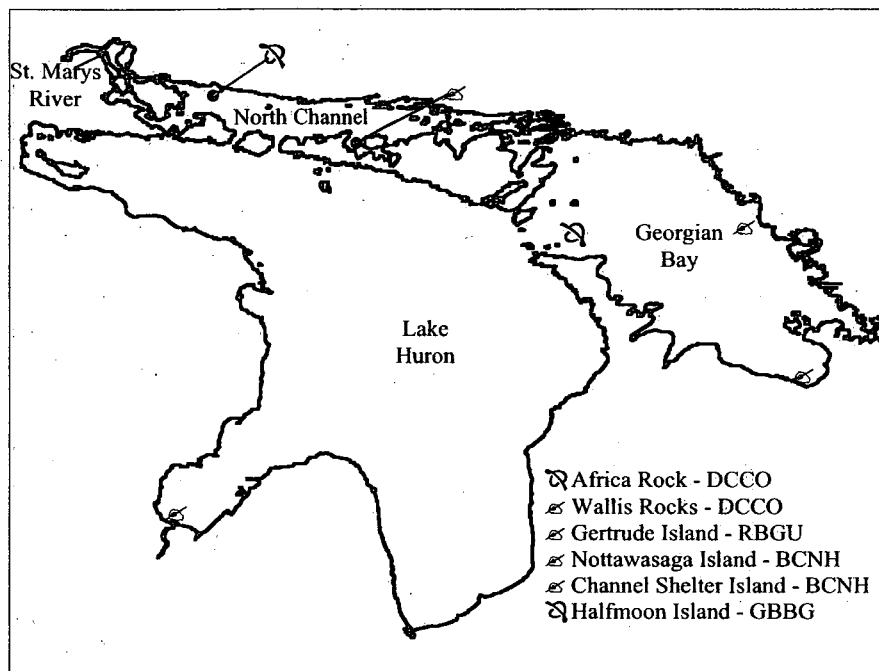 St. Marys
River
North Channel
Georgian
Bay
Lake
Huron
Africa Rock - DCCO
Wallis Rocks - DCCO
Gertrude Island - RBGU
Nottawasaga Island - BCNH
Channel Shelter Island - BCNH
Halfmoon Island - GBBG